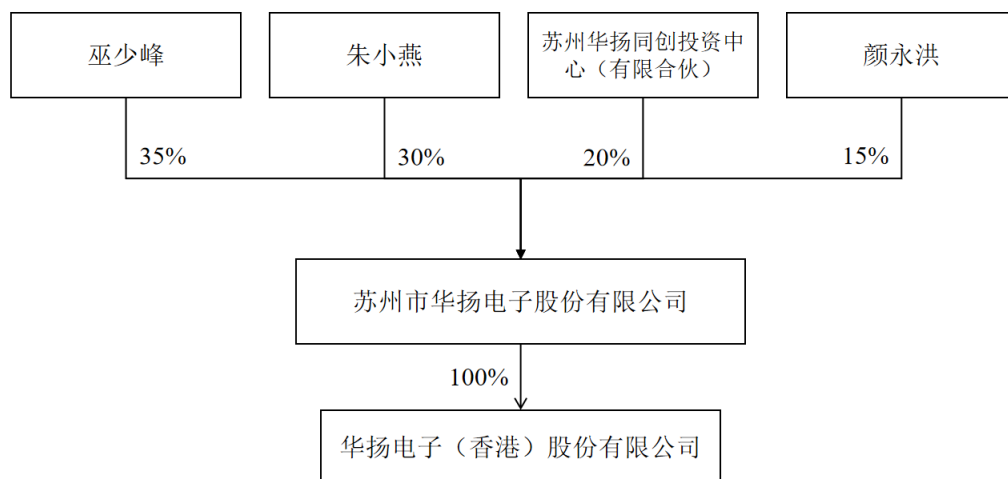 巫少峰
朱小燕
苏州华扬同创投资中
心（有限合伙）
颜永洪
35%
30%
20%
15%
苏州市华扬电子股份有限公司
100%
华扬电子（香港）股份有限公司